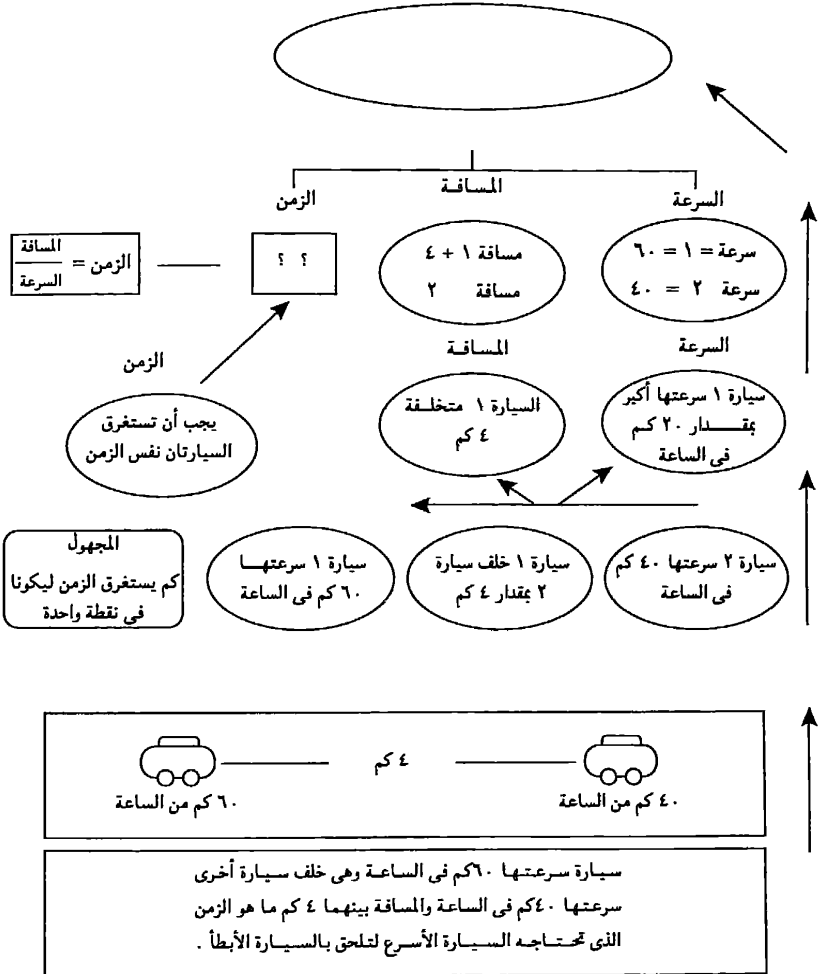 السرعة
المسافة
الزمن
سرعة = ١ = ٦٠
سرعة ٢ = ٤٠
مسافة ١ + ٤
مسافة ٢
؟ ؟
الزمن = المسافة
السرعة
السرعة
المسافة
الزمن
سيارة ١ سرعتها أكبر
بمقدار ٢٠ كم
فى الساعة
السيارة ١ متخلفة
٤ كم
يجب أن تستغرق
السيارتان نفس الزمن
سيارة ٢ سرعتها ٤٠ كم
فى الساعة
سيارة ١ خلف سيارة
٢ بمقدار ٤ كم
سيارة ١ سرعتها
٦٠ كم فى الساعة
المجهول
كم يستغرق الزمن ليكونا
فى نقطة واحدة
٤ كم
٤٠ كم من الساعة
٦٠ كم من الساعة
سيارة سرعتها ٦٠كم فى الساعة وهى خلف سيارة أخرى
سرعتها ٤٠كم فى الساعة والمسافة بينهما ٤ كم ما هو الزمن
الذى تحتاجه السيارة الأسرع لتلحق بالسيارة الأبطأ .